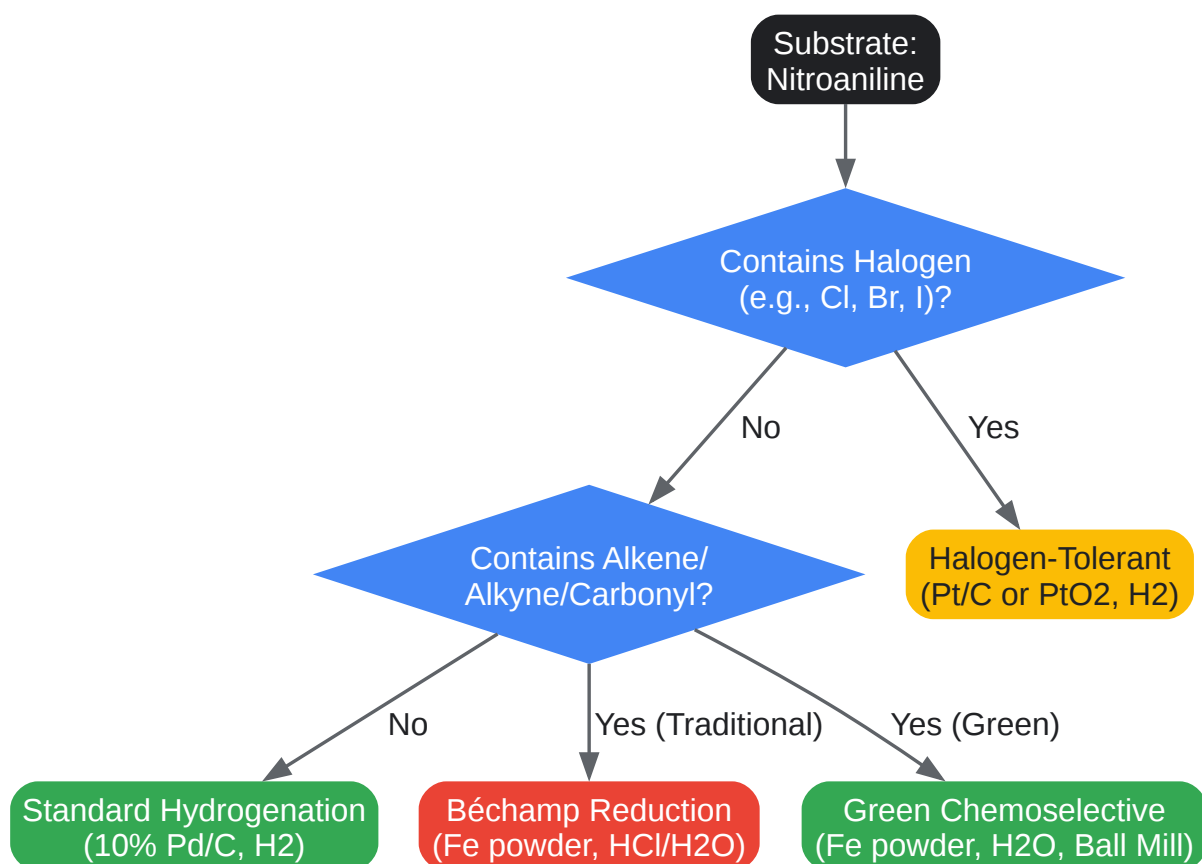 Substrate:
Nitroaniline
Contains Halogen
(e.g., Cl, Br, I)?
No
Yes
Contains Alkene/
Alkyne/Carbonyl?
Halogen-Tolerant
(Pt/C or PtO2, H2)
No
Yes (Traditional)
Yes (Green)
Standard Hydrogenation
(10% Pd/C, H2)
Béchamp Reduction
(Fe powder, HCl/H2O)
Green Chemoselective
(Fe powder, H2O, Ball Mill)